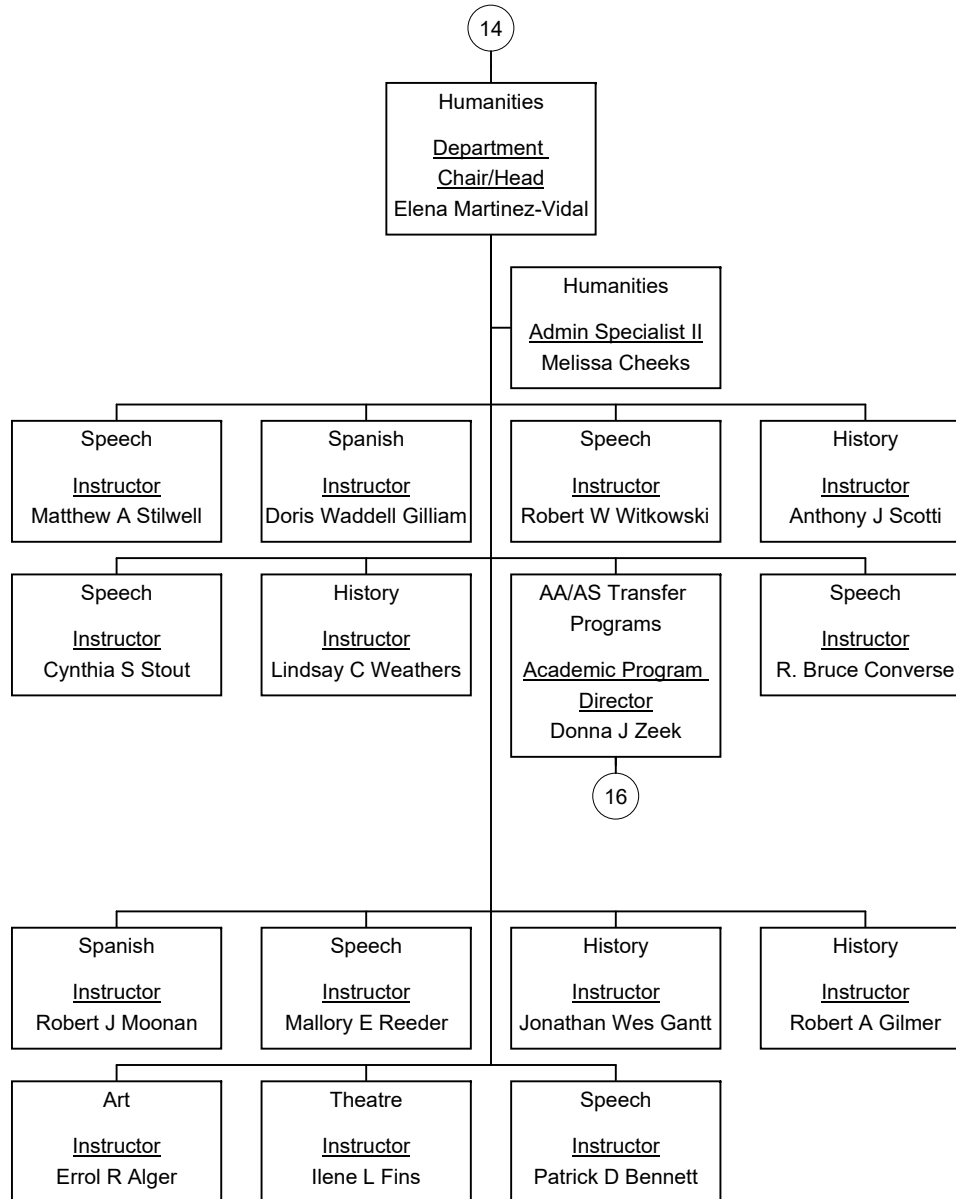 14
Humanities
Department
Chair/Head
Elena Martinez-Vidal
Humanities
Admin Specialist II
Melissa Cheeks
Speech
Instructor
Matthew A Stilwell
Spanish
Instructor
Doris Waddell Gilliam
Speech
Instructor
Robert W Witkowski
History
Instructor
Anthony J Scotti
Speech
Instructor
Cynthia S Stout
History
Instructor
Lindsay C Weathers
AA/AS Transfer
Programs
Academic Program
Director
Donna J Zeek
Speech
Instructor
R. Bruce Converse
16
Spanish
Instructor
Robert J Moonan
Speech
Instructor
Mallory E Reeder
History
Instructor
Jonathan Wes Gantt
History
Instructor
Robert A Gilmer
Art
Instructor
Errol R Alger
Theatre
Instructor
Ilene L Fins
Speech
Instructor
Patrick D Bennett